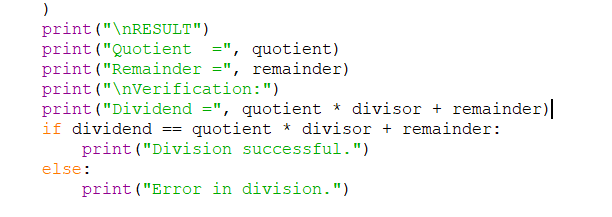 )
print("\nRESULT")
print("Quotient  =", quotient)
print("Remainder =", remainder)
print("\nVerification:")
print("Dividend =", quotient * divisor + remainder)
if dividend == quotient * divisor + remainder:
    print("Division successful.")
else:
    print("Error in division.")